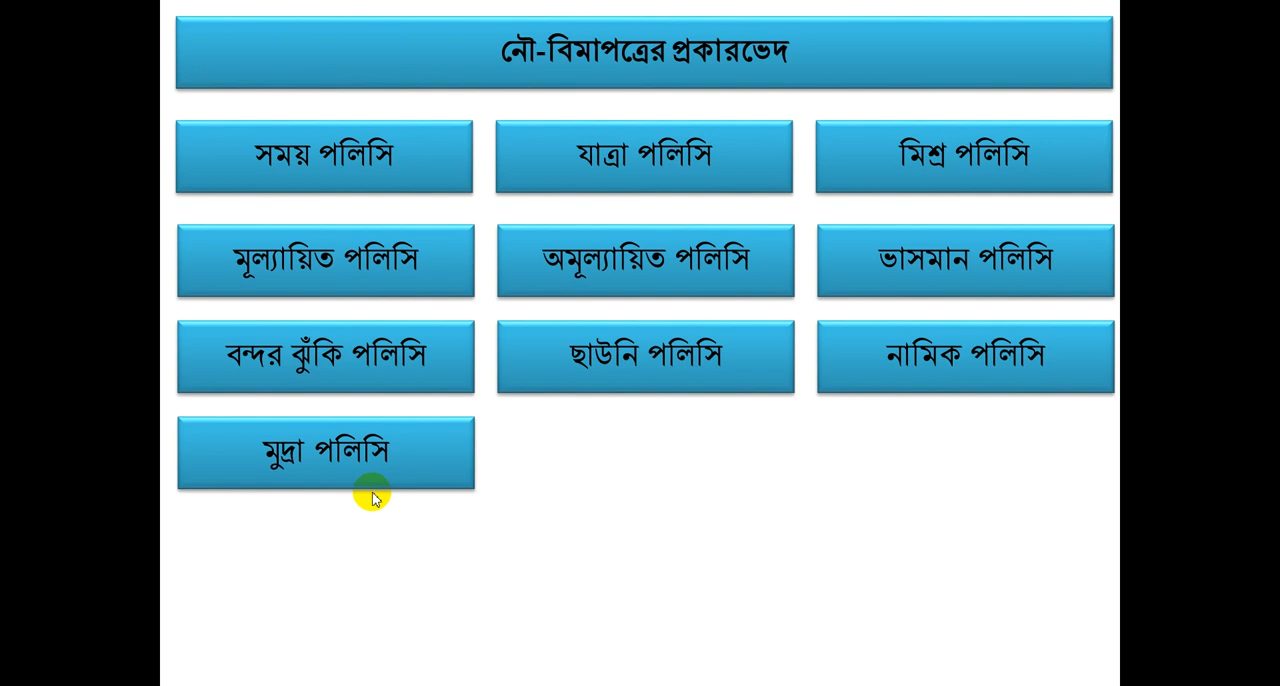 নৌ-বিমাপত্রের প্রকারভেদ
সময় পলিসি
যাত্রা পলিসি
মিশ্র পলিসি
মূল্যায়িত পলিসি
অমূল্যায়িত পলিসি
ভাসমান পলিসি
বন্দর ঝুঁকি পলিসি
ছাউনি পলিসি
নামিক পলিসি
মুদ্রা পলিসি